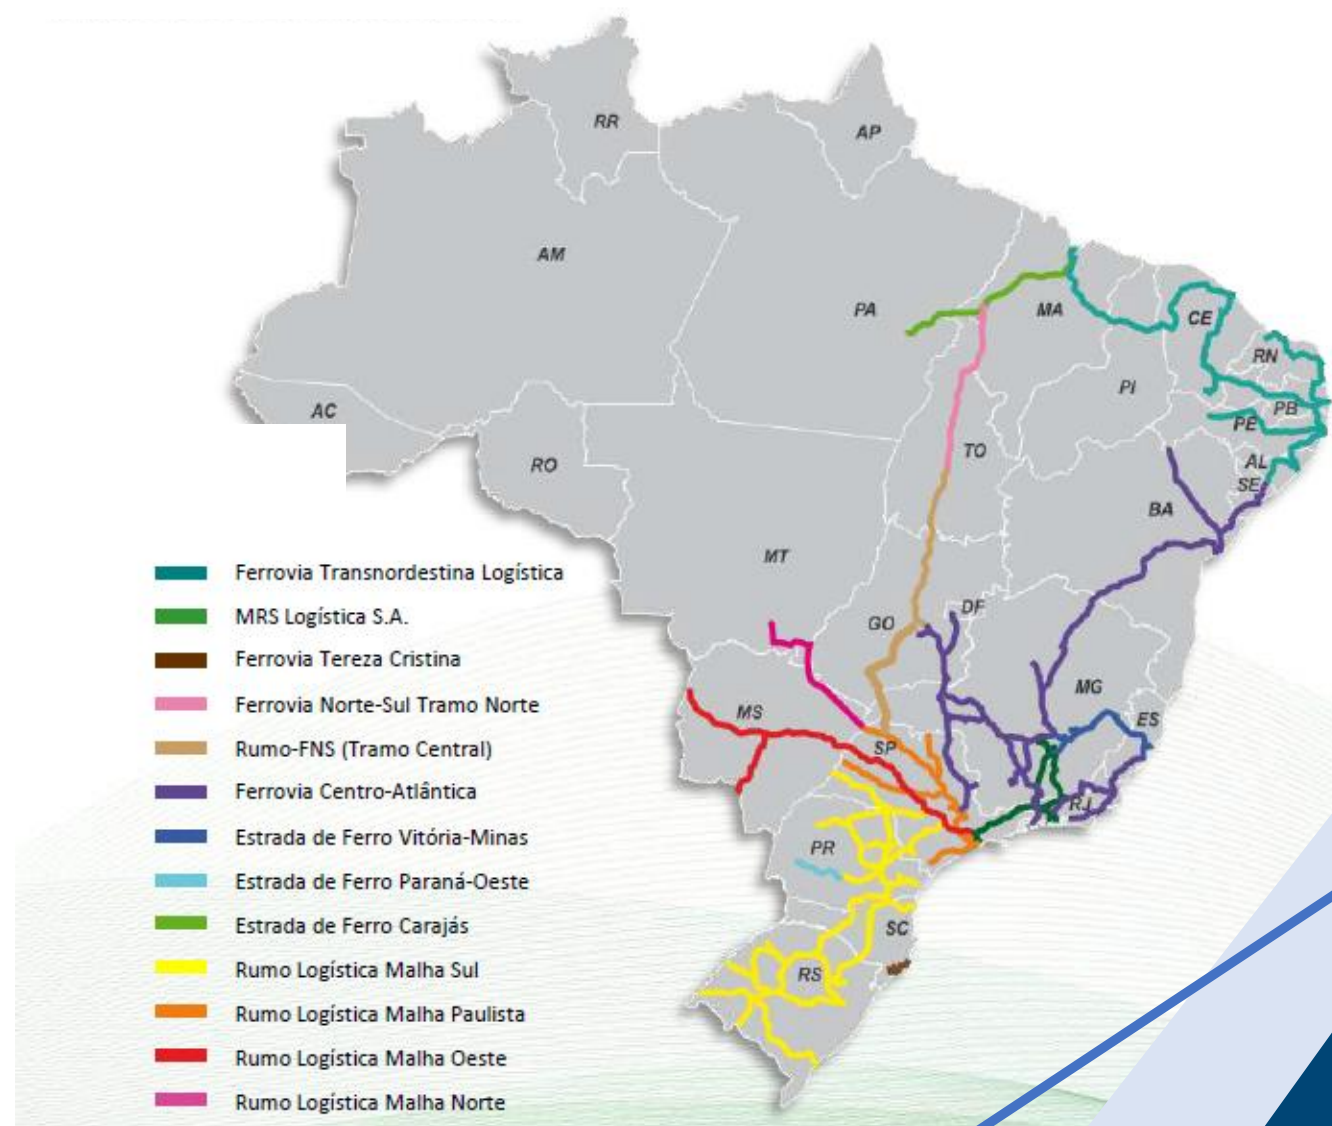 RR
AP
AM
PA
MA
CE
RN
PI
PB
PE
AC
TO
AL
RO
SE
BA
MT
DF
GO
MG
MS
ES
SP
RJ
PR
SC
RS
Ferrovia Transnordestina Logística
MRS Logística S.A.
Ferrovia Tereza Cristina
Ferrovia Norte-Sul Tramo Norte
Rumo-FNS (Tramo Central)
Ferrovia Centro-Atlântica
Estrada de Ferro Vitória-Minas
Estrada de Ferro Paraná-Oeste
Estrada de Ferro Carajás
Rumo Logística Malha Sul
Rumo Logística Malha Paulista
Rumo Logística Malha Oeste
Rumo Logística Malha Norte